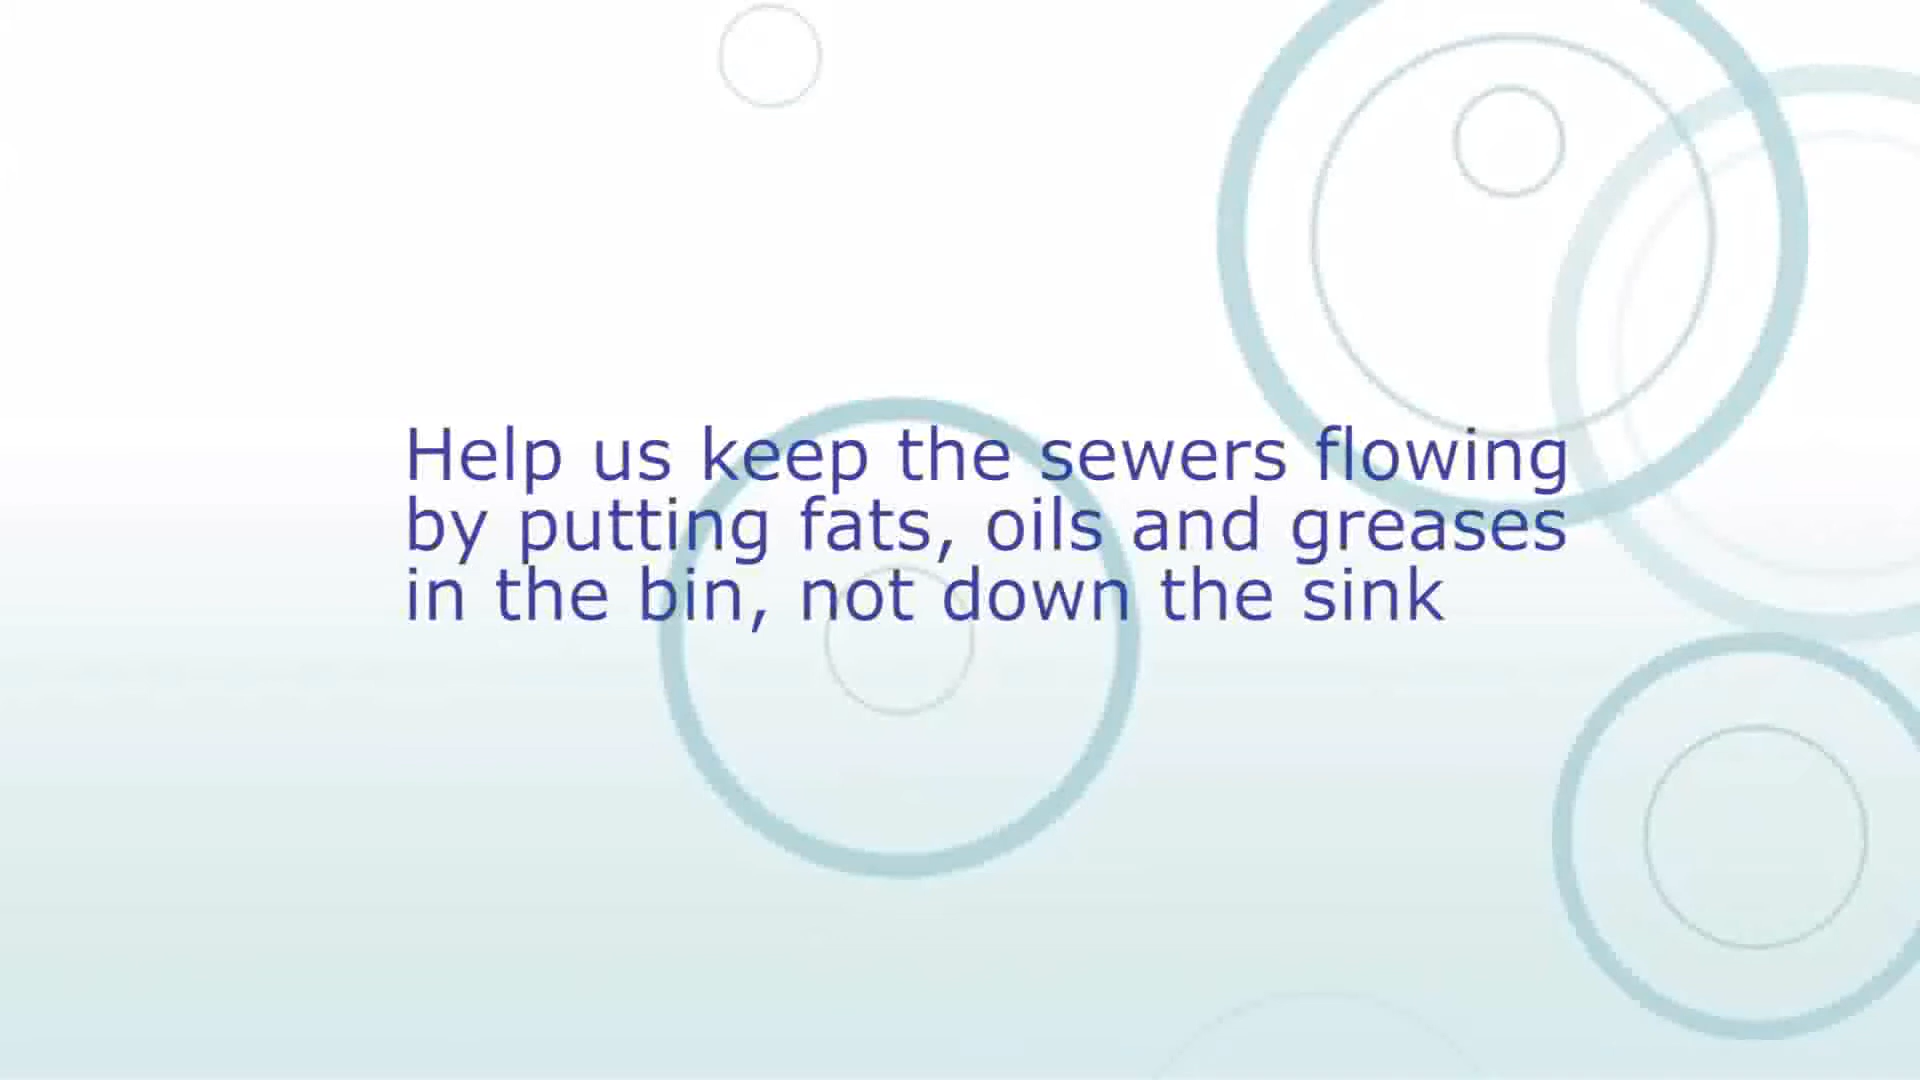 Help us keep the sewers flowing
by putting fats, oils and greases
in the bin, not down the sink